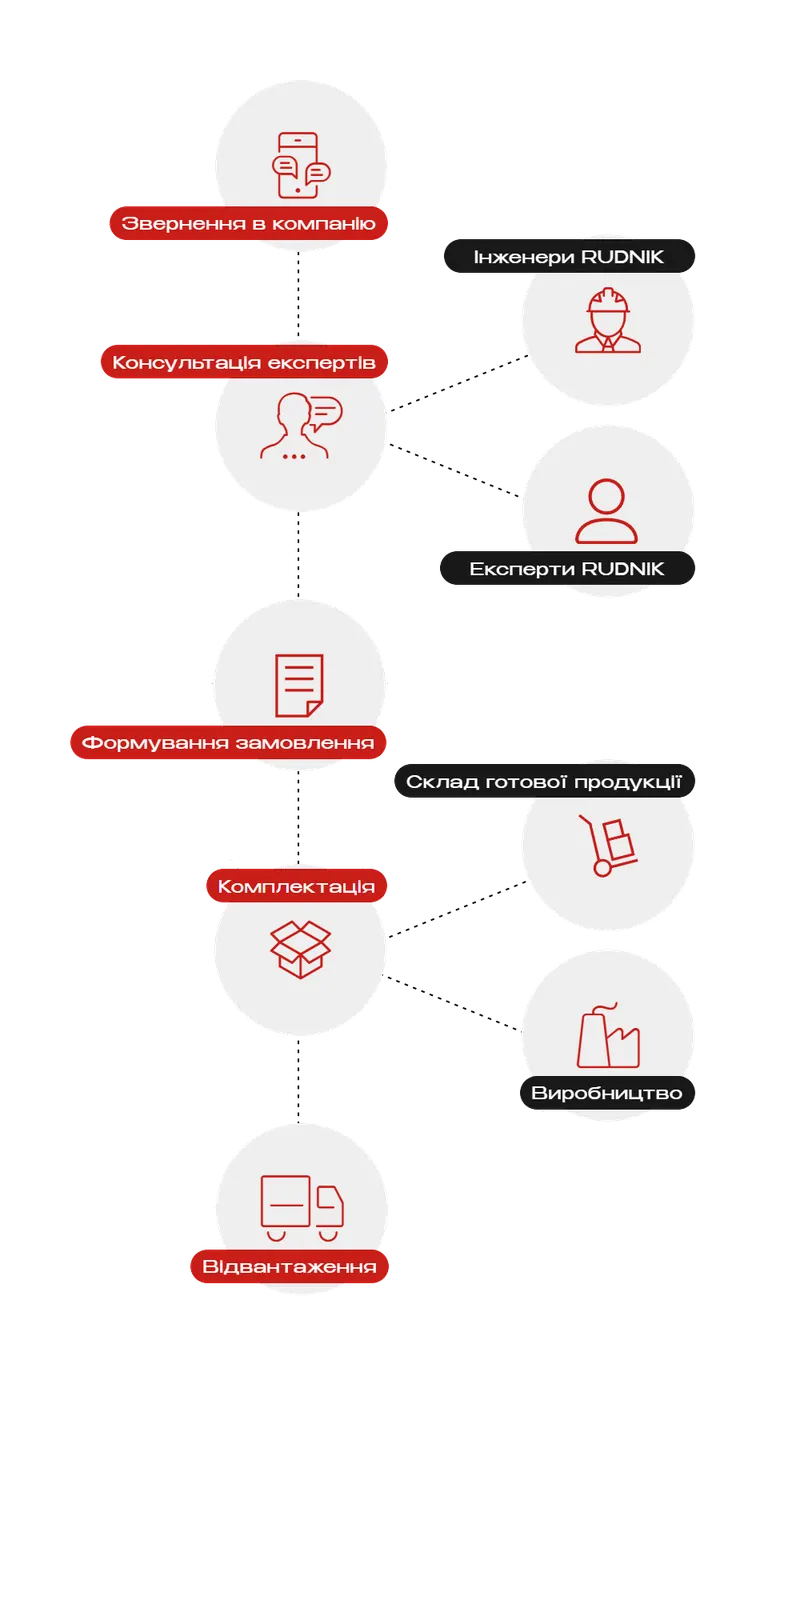 Звернення в компанію
Інженери RUDNIK
Консультація експертів
Експерти RUDNIK
Формування замовлення
Склад готової продукції
Комплектація
Виробництво
Відвантаження